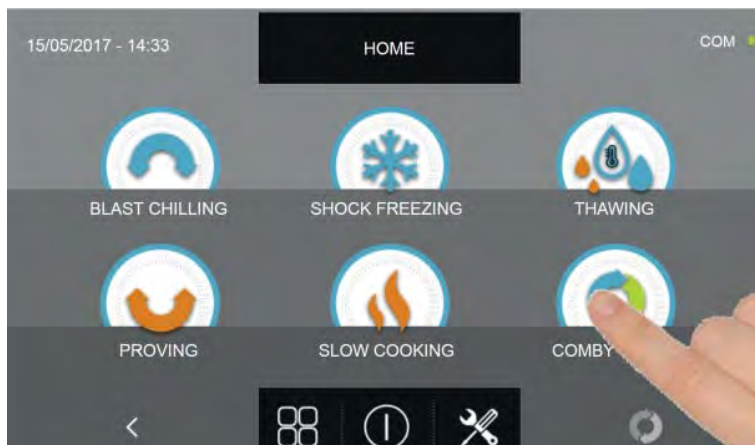 15/05/2017 - 14:33
HOME
COM
BLAST CHILLING
SHOCK FREEZING
THAWING
PROVING
SLOW COOKING
COMBY